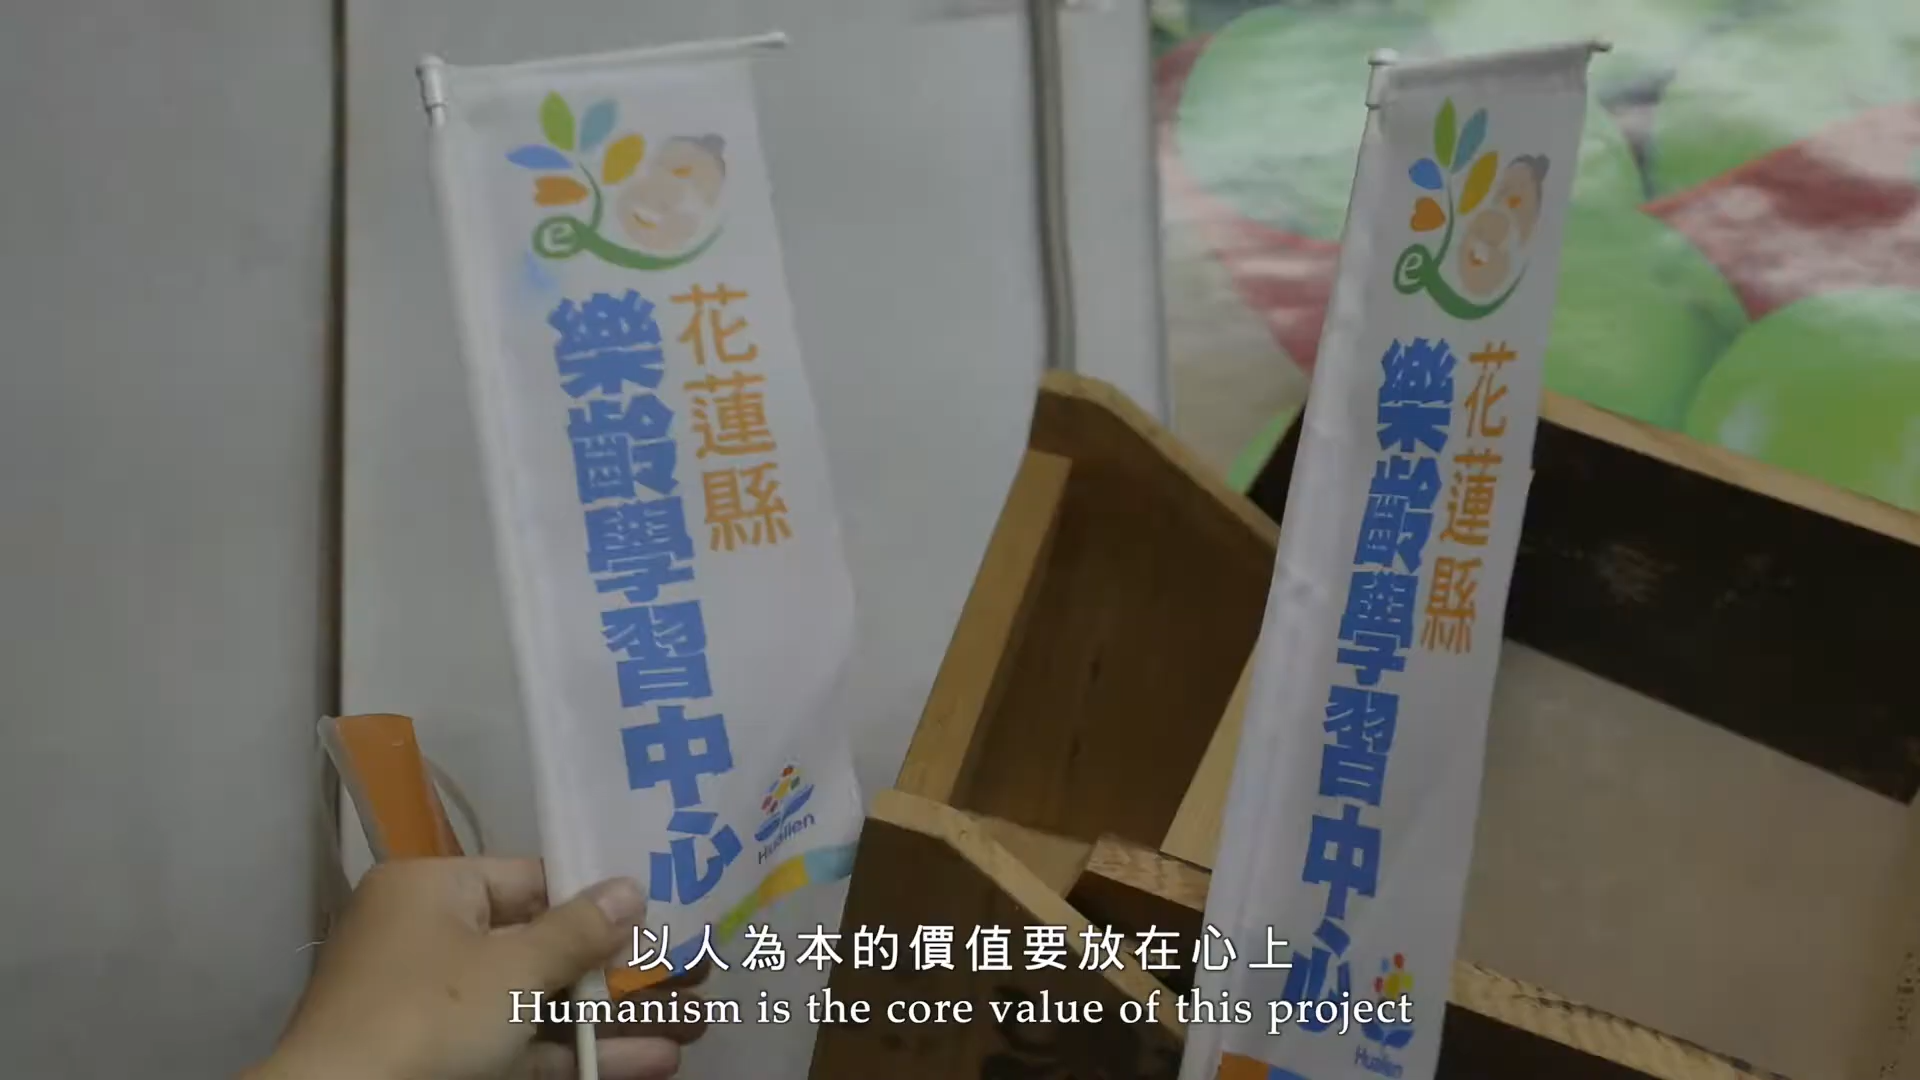 e
花蓮縣
樂齡學習中心
Hualien
e
花蓮縣
樂齡學習中心
Hualien
以人為本的價值要放在心上
Humanism is the core value of this project